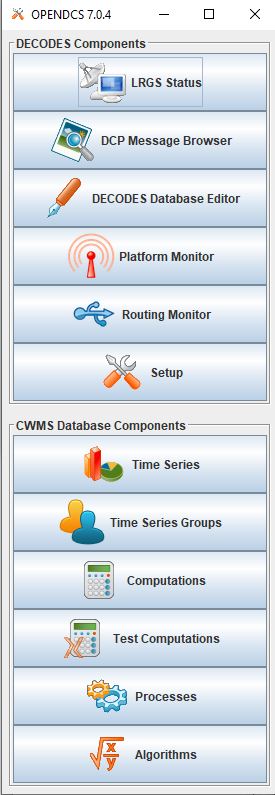 OPENDCS 7.0.4
DECODES Components
LRGS Status
DCP Message Browser
DECODES Database Editor
Platform Monitor
Routing Monitor
Setup
CWMS Database Components
Time Series
Time Series Groups
Computations
Test Computations
Processes
√x/y
Algorithms